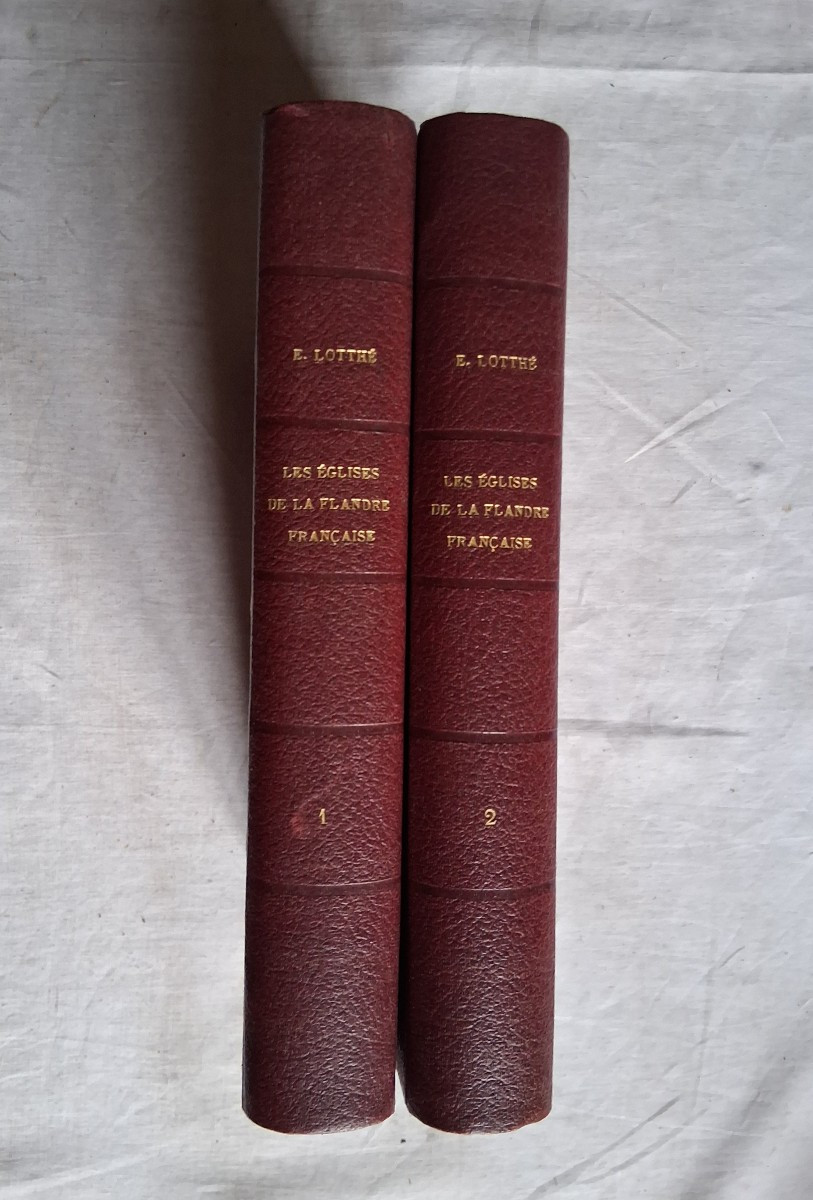 E. LOTTHÉ
LES ÉGLISES
DE LA FLANDRE
FRANÇAISE
1
E. LOTTHÉ
LES ÉGLISES
DE LA FLANDRE
FRANÇAISE
2